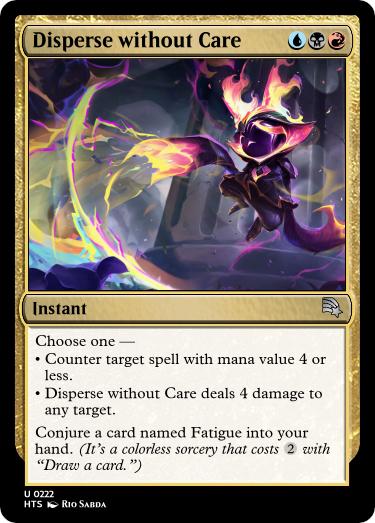 Disperse without Care
Instant
Choose one —
• Counter target spell with mana value 4 or
less.
• Disperse without Care deals 4 damage to
any target.
Conjure a card named Fatigue into your
hand. (It's a colorless sorcery that costs 2 with
“Draw a card.”)
U 0222
HTS Rio Sabda